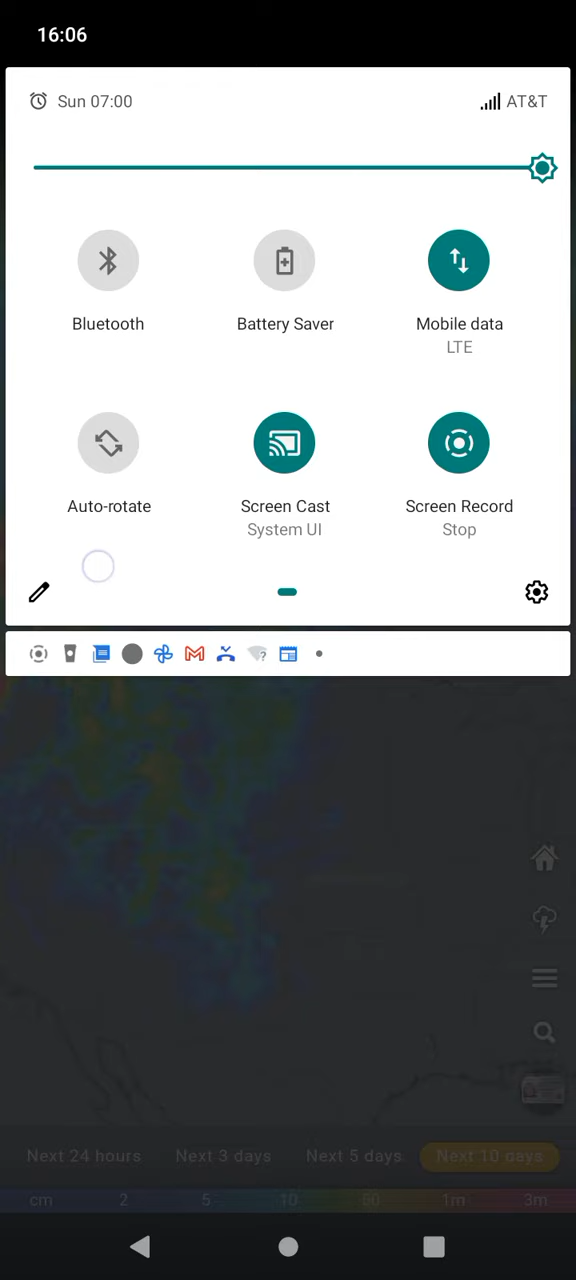 16:06
Sun 07:00
AT&T
Bluetooth
Battery Saver
Mobile data
LTE
Auto-rotate
Screen Cast
System UI
Screen Record
Stop
Next 24 hours
Next 3 days
Next 5 days
Next 10 days
cm 2 5 10 50 1m 3m